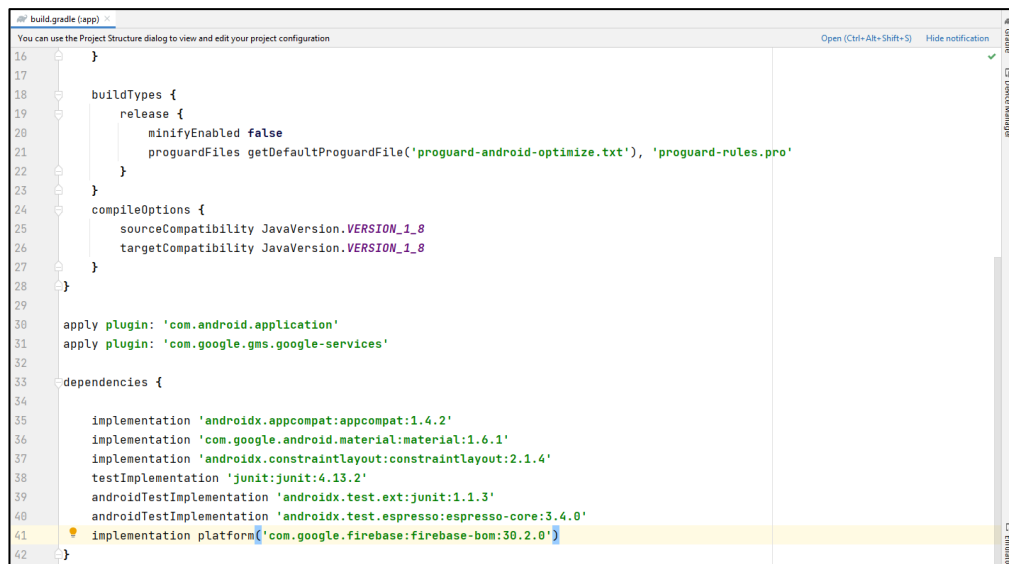 build.gradle (:app)
You can use the Project Structure dialog to view and edit your project configuration Open (Ctrl+Alt+Shift+S) Hide notification
16 }
17
18 buildTypes {
19 release {
20 minifyEnabled false
21 proguardFiles getDefaultProguardFile('proguard-android-optimize.txt'), 'proguard-rules.pro'
22 }
23 }
24 compileOptions {
25 sourceCompatibility JavaVersion.VERSION_1_8
26 targetCompatibility JavaVersion.VERSION_1_8
27 }
28 }
29
30 apply plugin: 'com.android.application'
31 apply plugin: 'com.google.gms.google-services'
32
33 dependencies {
34
35 implementation 'androidx.appcompat:appcompat:1.4.2'
36 implementation 'com.google.android.material:material:1.6.1'
37 implementation 'androidx.constraintlayout:constraintlayout:2.1.4'
38 testImplementation 'junit:junit:4.13.2'
39 androidTestImplementation 'androidx.test.ext:junit:1.1.3'
40 androidTestImplementation 'androidx.test.espresso:espresso-core:3.4.0'
41 implementation platform('com.google.firebase:firebase-bom:30.2.0')
42 }
Gradle
Device Manager